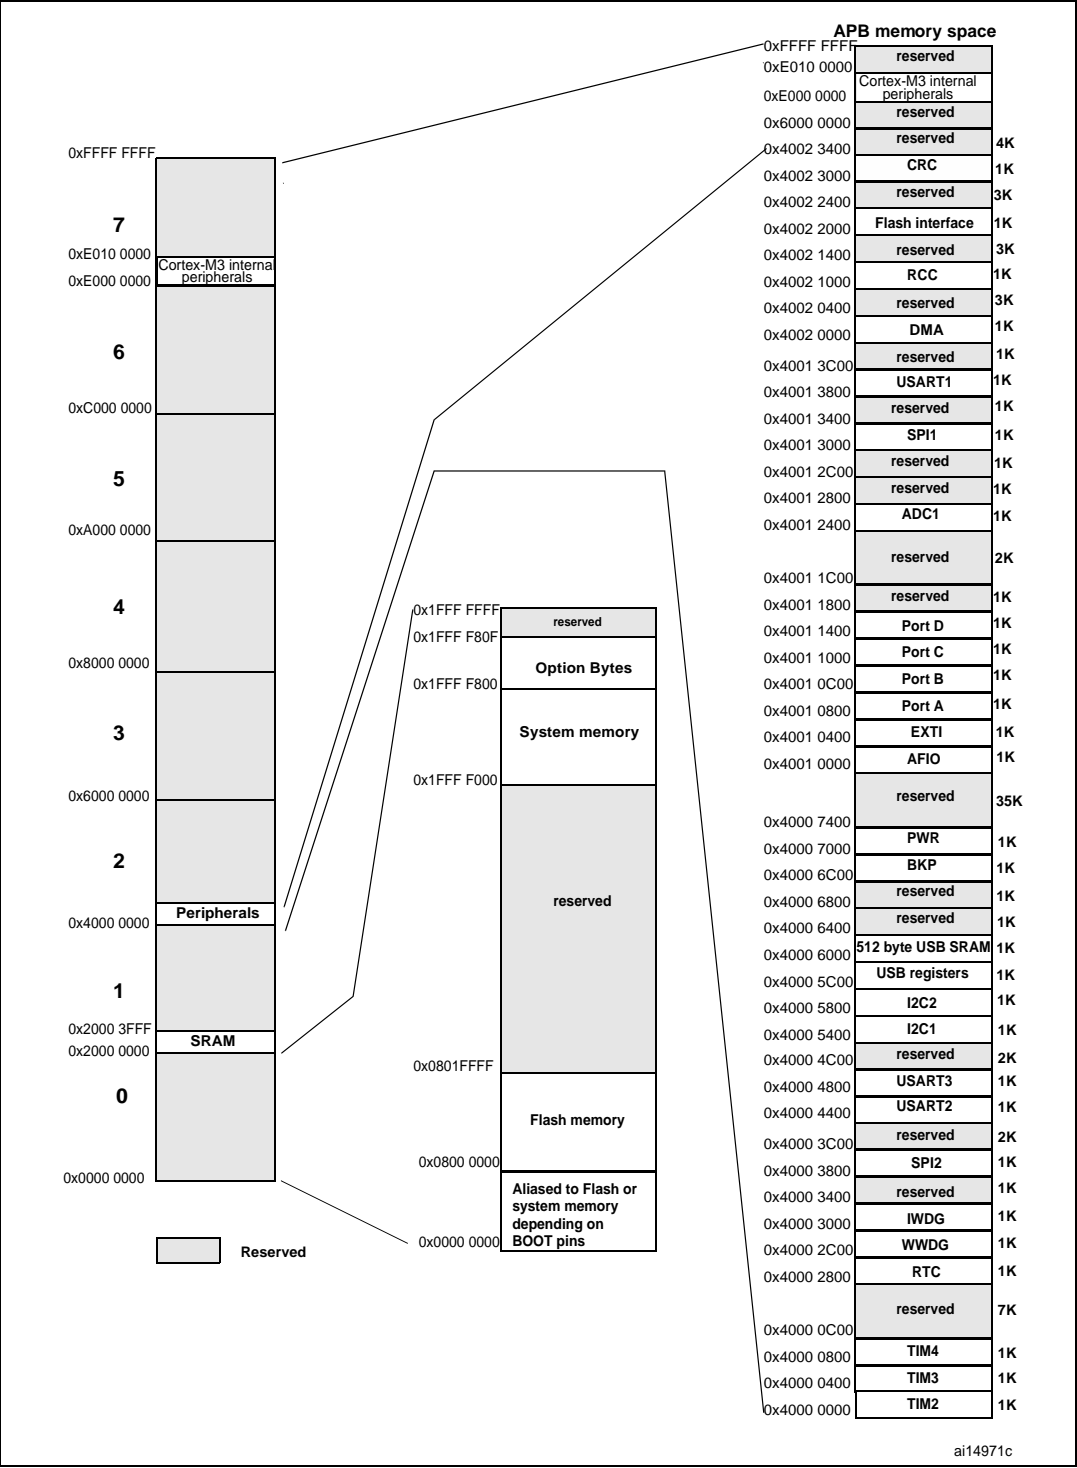 APB memory space
0xFFFF FFFF
reserved
0xE010 0000
Cortex-M3 internal
peripherals
0xE000 0000
reserved
0x6000 0000
reserved
4K
0x4002 3400
CRC
1K
0x4002 3000
reserved
3K
0x4002 2400
Flash interface
1K
0x4002 2000
reserved
3K
0x4002 1400
RCC
1K
0x4002 1000
reserved
3K
0x4002 0400
DMA
1K
0x4002 0000
reserved
1K
0x4001 3C00
USART1
1K
0x4001 3800
reserved
1K
0x4001 3400
SPI1
1K
0x4001 3000
reserved
1K
0x4001 2C00
reserved
1K
0x4001 2800
ADC1
1K
0x4001 2400
reserved
2K
0x4001 1C00
reserved
1K
0x4001 1800
Port D
1K
0x4001 1400
Port C
1K
0x4001 1000
Port B
1K
0x4001 0C00
Port A
1K
0x4001 0800
EXTI
1K
0x4001 0400
AFIO
1K
0x4001 0000
reserved
35K
0x4000 7400
PWR
1K
0x4000 7000
BKP
1K
0x4000 6C00
reserved
1K
0x4000 6800
reserved
1K
0x4000 6400
512 byte USB SRAM
1K
0x4000 6000
USB registers
1K
0x4000 5C00
I2C2
1K
0x4000 5800
I2C1
1K
0x4000 5400
reserved
2K
0x4000 4C00
USART3
1K
0x4000 4800
USART2
1K
0x4000 4400
reserved
2K
0x4000 3C00
SPI2
1K
0x4000 3800
reserved
1K
0x4000 3400
IWDG
1K
0x4000 3000
WWDG
1K
0x4000 2C00
RTC
1K
0x4000 2800
reserved
7K
0x4000 0C00
TIM4
1K
0x4000 0800
TIM3
1K
0x4000 0400
TIM2
1K
0x4000 0000
0xFFFF FFFF
7
0xE010 0000
Cortex-M3 internal
peripherals
0xE000 0000
6
0xC000 0000
5
0xA000 0000
4
0x8000 0000
3
0x6000 0000
2
Peripherals
0x4000 0000
1
0x2000 3FFF
SRAM
0x2000 0000
0
0x0000 0000
Reserved
0x1FFF FFFF
reserved
0x1FFF F80F
Option Bytes
0x1FFF F800
System memory
0x1FFF F000
reserved
0x0801FFFF
Flash memory
0x0800 0000
Aliased to Flash or
system memory
depending on
BOOT pins
0x0000 0000
ai14971c